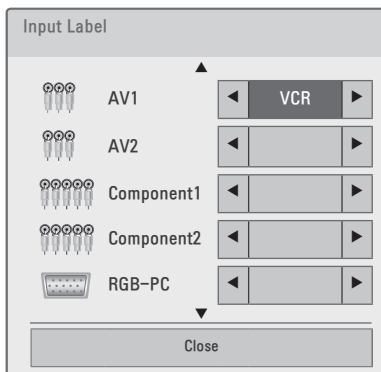 Input Label
AV1 VCR
AV2
Component1
Component2
RGB-PC
Close